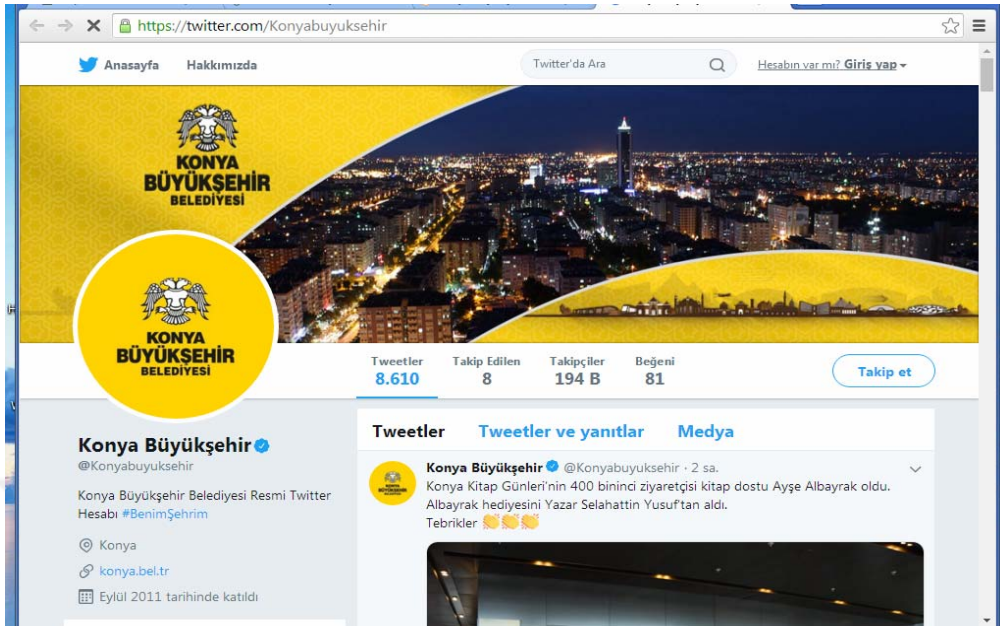 https://twitter.com/Konyabuyuksehir
Anasayfa Hakkımızda Twitter'da Ara Hesabın var mı? Giriş yap
KONYA
BÜYÜKŞEHİR
BELEDİYESİ
KONYA
BÜYÜKŞEHİR
BELEDİYESİ
Tweetler Takip Edilen Takipçiler Beğeni
8.610 8 194 B 81
Takip et
Konya Büyükşehir
@Konyabuyuksehir
Konya Büyükşehir Belediyesi Resmi Twitter
Hesabı #BenimŞehrim
Konya
konya.bel.tr
Eylül 2011 tarihinde katıldı
Tweetler Tweetler ve yanıtlar Medya
Konya Büyükşehir @Konyabuyuksehir · 2 sa.
Konya Kitap Günleri'nin 400 bininci ziyaretçisi kitap dostu Ayşe Albayrak oldu.
Albayrak hediyesini Yazar Selahattin Yusuf'tan aldı.
Tebrikler 👏👏👏